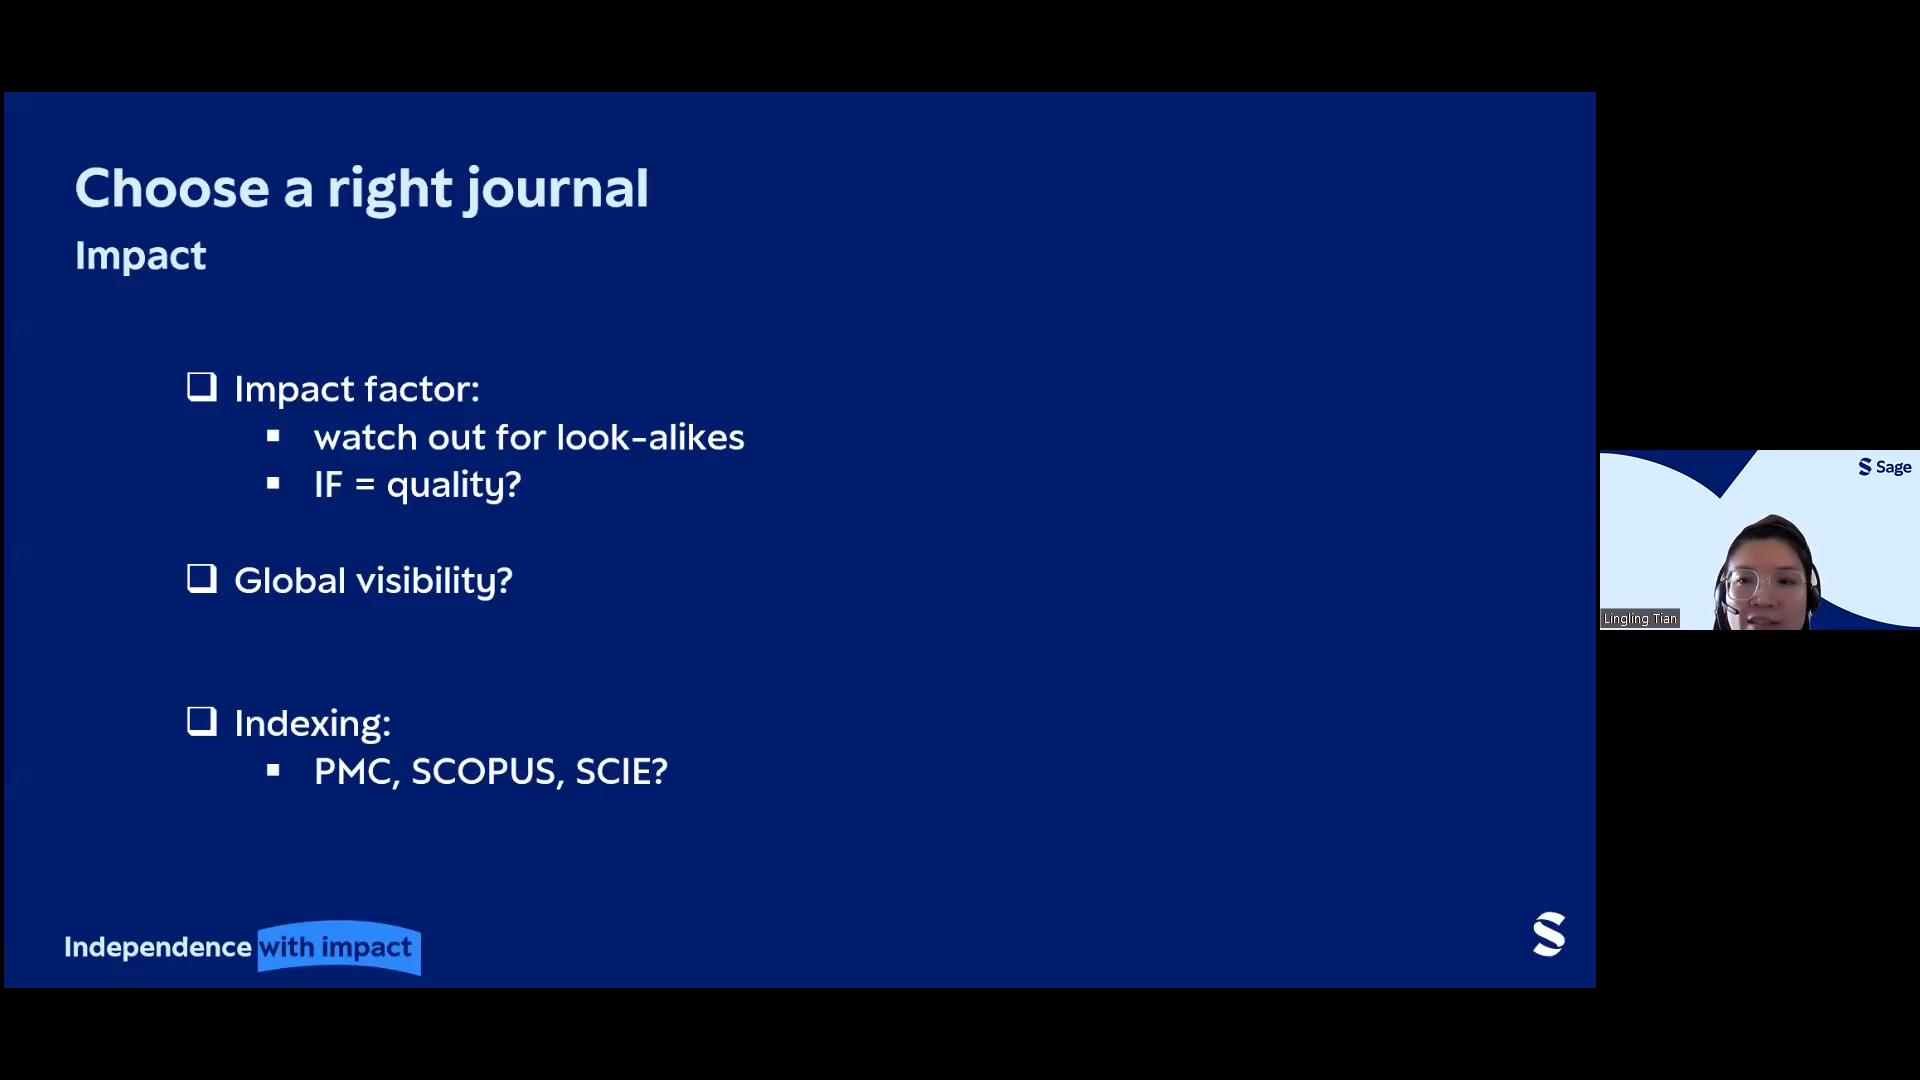 Choose a right journal
Impact
Impact factor:
watch out for look-alikes
IF = quality?
Global visibility?
Indexing:
PMC, SCOPUS, SCIE?
Independence with impact
Sage
Lingling Tian